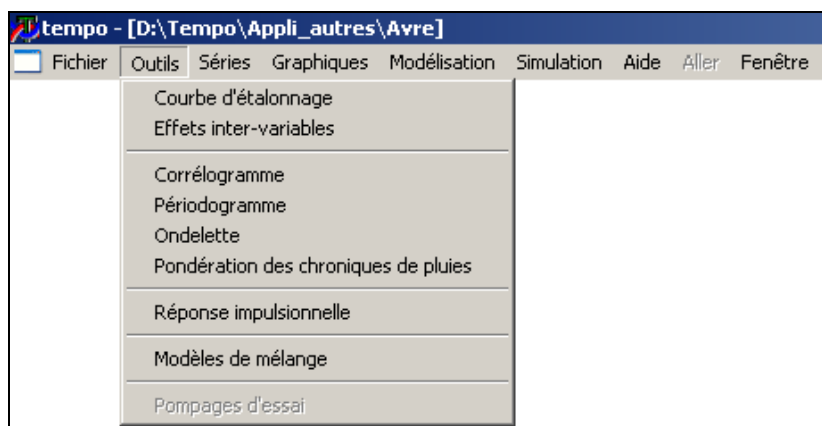 tempo - [D:\Tempo\Appli_autres\Avre]
Fichier Outils Séries Graphiques Modélisation Simulation Aide Aller Fenêtre
Courbe d'étalonnage
Effets inter-variables
Corrélogramme
Périodogramme
Ondelette
Pondération des chroniques de pluies
Réponse impulsionnelle
Modèles de mélange
Pompages d'essai